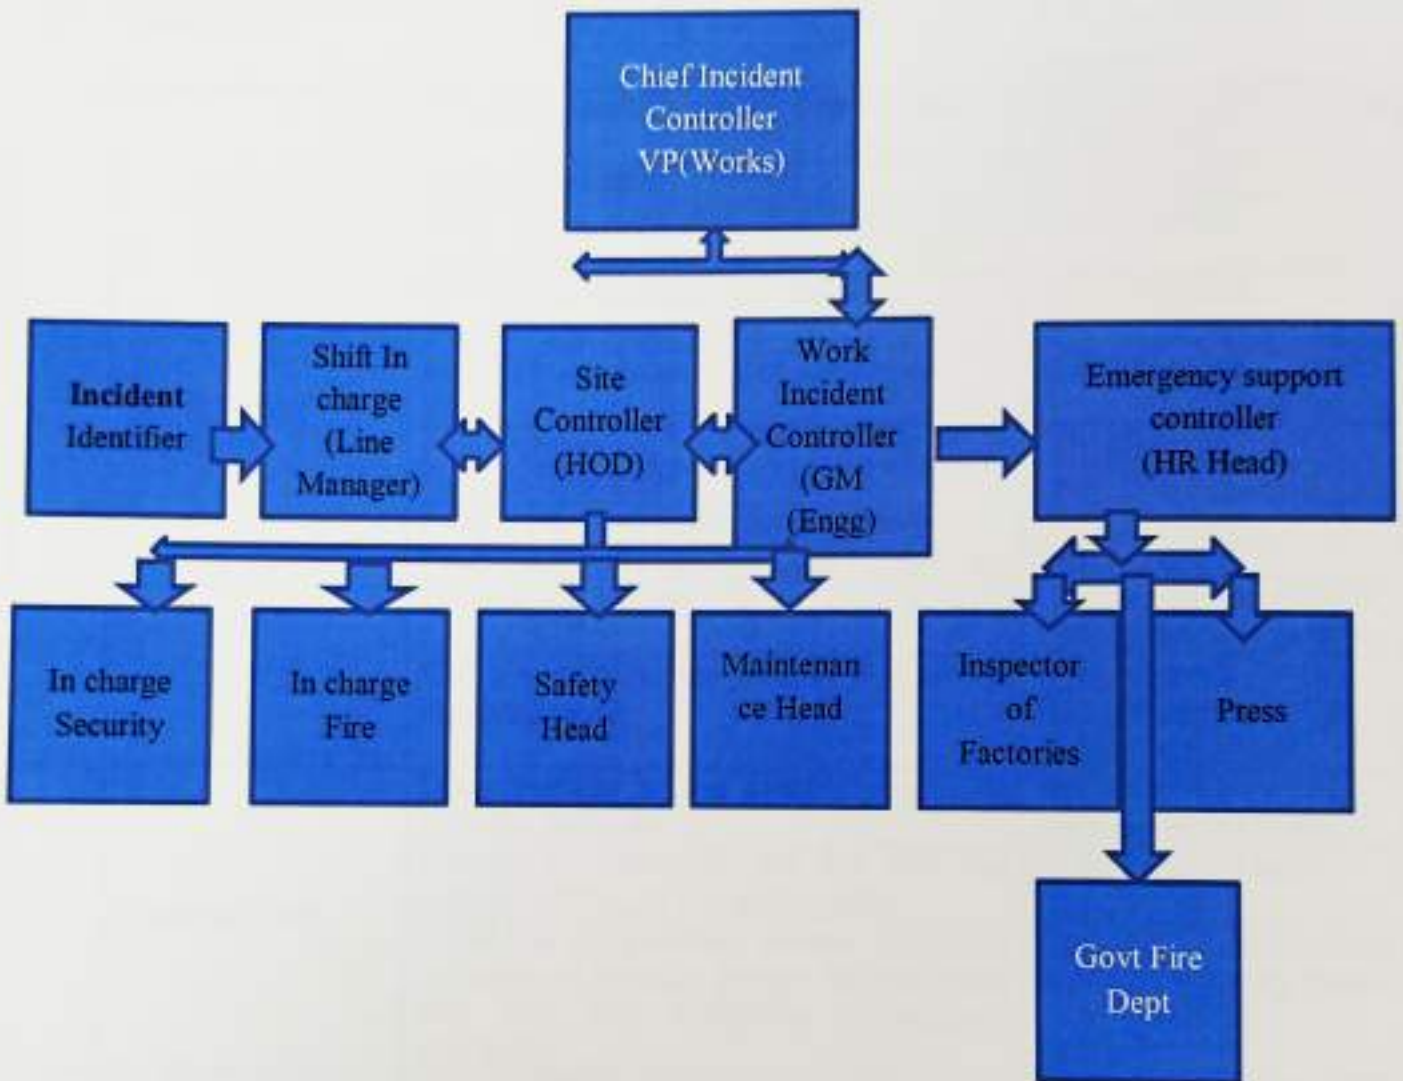 Chief Incident
Controller
VP(Works)
Incident
Identifier
Shift In
charge
(Line
Manager)
Site
Controller
(HOD)
Work
Incident
Controller
(GM
(Engg)
Emergency support
controller
(HR Head)
In charge
Security
In charge
Fire
Safety
Head
Maintenan
ce Head
Inspector
of
Factories
Press
Govt Fire
Dept